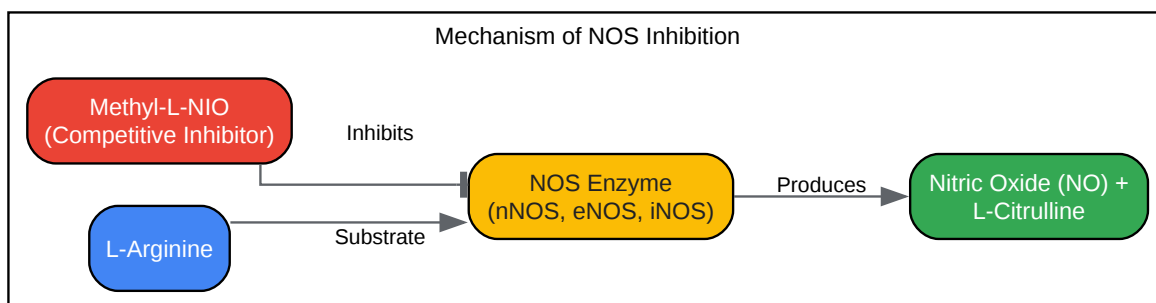 Mechanism of NOS Inhibition
Methyl-L-NIO
(Competitive Inhibitor)
Inhibits
L-Arginine
Substrate
NOS Enzyme
(nNOS, eNOS, iNOS)
Produces
Nitric Oxide (NO) +
L-Citrulline